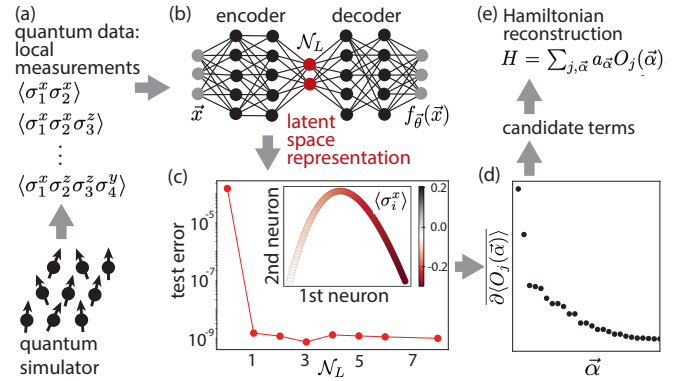 (a)
quantum data:
local
measurements
⟨σ₁ˣσ₂ˣ⟩
⟨σ₁ˣσ₂ˣσ₃ᶻ⟩
⋮
⟨σ₁ˣσ₂ᶻσ₃ᶻσ₄ʸ⟩
quantum
simulator
(b)
encoder
decoder
𝒩_L
x⃗
f_θ⃗(x⃗)
latent
space
representation
(c)
test error
10⁻⁵
10⁻⁷
10⁻⁹
1
3
5
7
𝒩_L
2nd neuron
1st neuron
⟨σᵢˣ⟩
0.2
0.0
-0.2
(e)
Hamiltonian
reconstruction
H = ∑_{j,α⃗} a_α⃗ O_j(α⃗)
candidate terms
(d)
∂⟨O_j(α⃗)⟩
α⃗